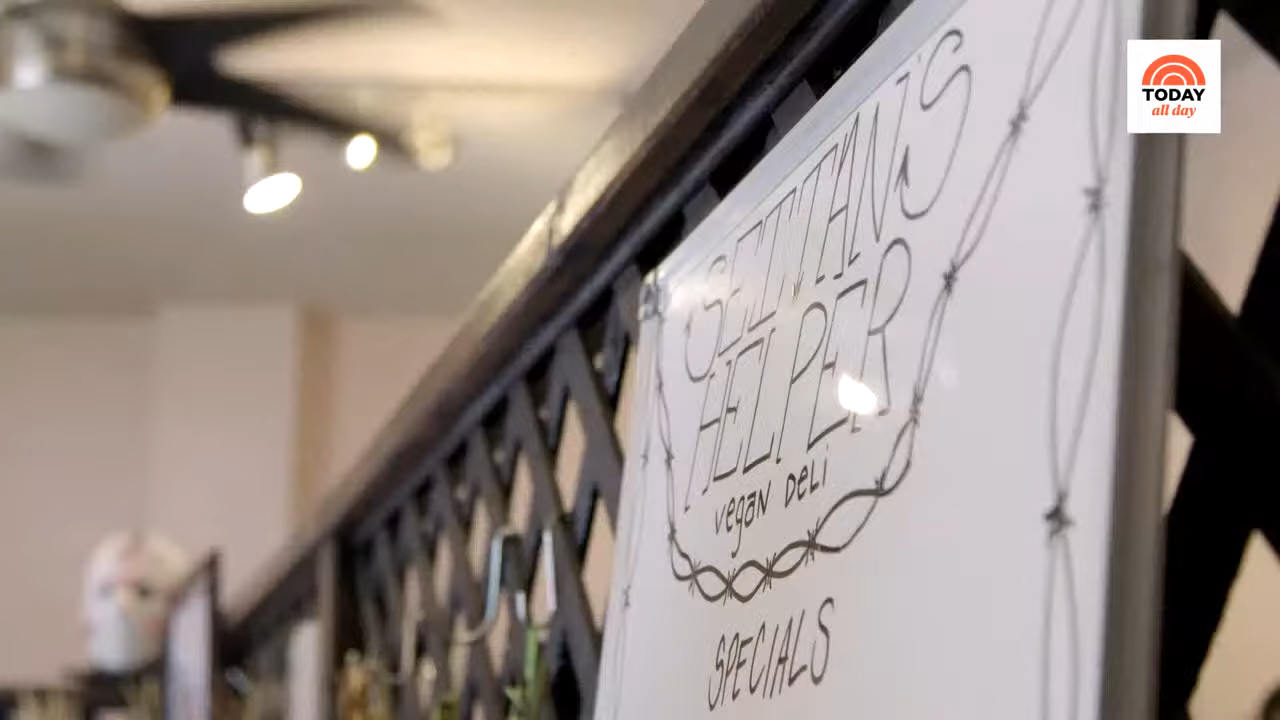 SEITAN'S
HELPER
vegan DeLi
SPECIALS
TODAY
all day